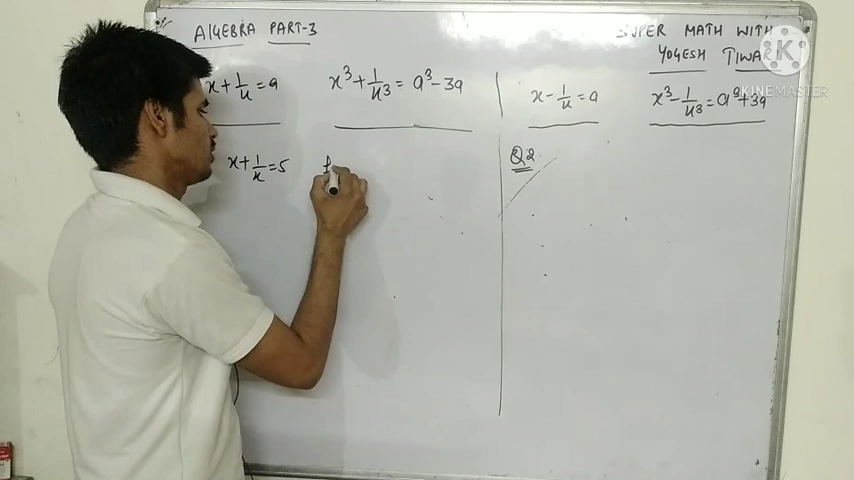 ALGEBRA PART-3
SUPER MATH WITH
YOGESH TIWARI
KINEMASTER
x + 1/x = a
x³ + 1/x³ = a³ - 3a
x - 1/x = a
x³ - 1/x³ = a³ + 3a
x + 1/x = 5
f
Q2